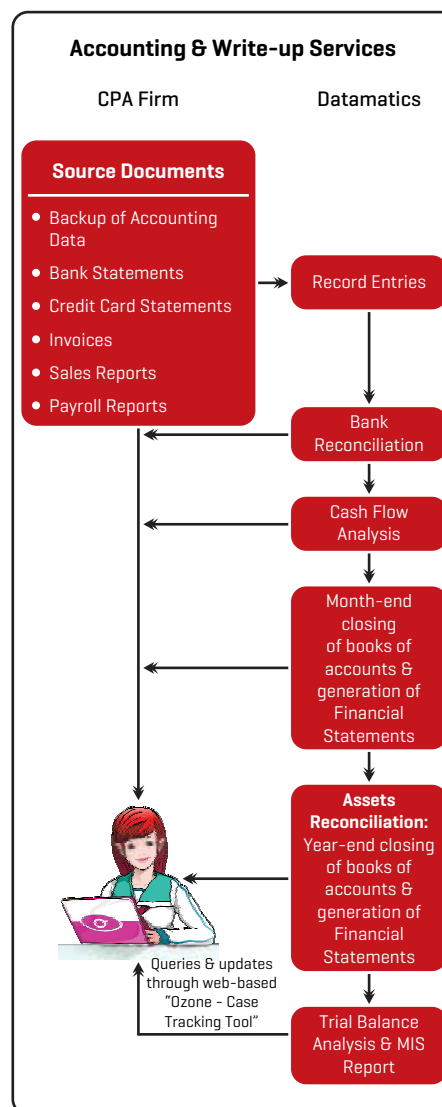 Accounting & Write-up Services
CPA Firm
Datamatics
Source Documents
Backup of Accounting
Data
Bank Statements
Credit Card Statements
Invoices
Sales Reports
Payroll Reports
Record Entries
Bank
Reconciliation
Cash Flow
Analysis
Month-end
closing
of books of
accounts &
generation of
Financial
Statements
Assets
Reconciliation:
Year-end closing
of books of
accounts &
generation of
Financial
Statements
Queries & updates
through web-based
"Ozone - Case
Tracking Tool"
Trial Balance
Analysis & MIS
Report